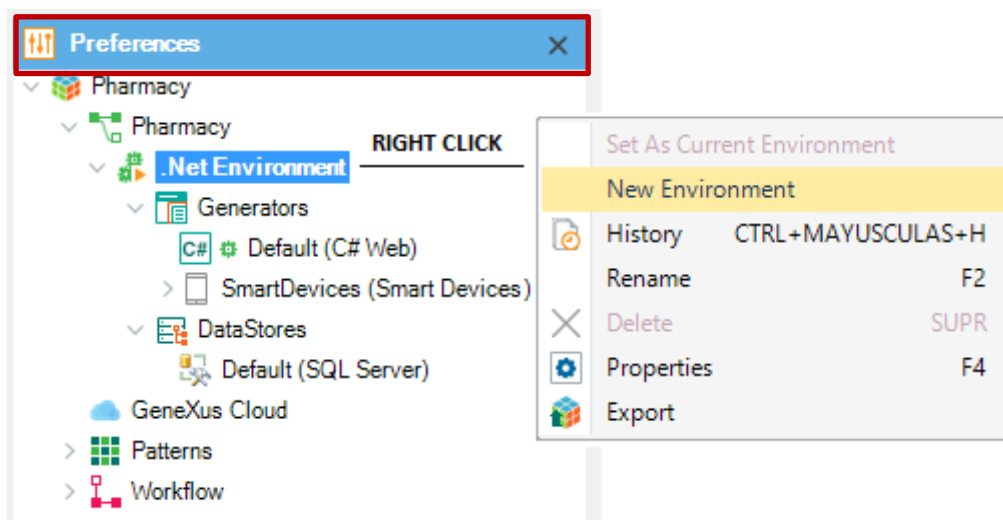 Preferences
Pharmacy
Pharmacy
.Net Environment
Generators
C# Default (C# Web)
SmartDevices (Smart Devices)
DataStores
Default (SQL Server)
GeneXus Cloud
Patterns
Workflow
RIGHT CLICK
Set As Current Environment
New Environment
History CTRL+MAYUSCULAS+H
Rename F2
Delete SUPR
Properties F4
Export